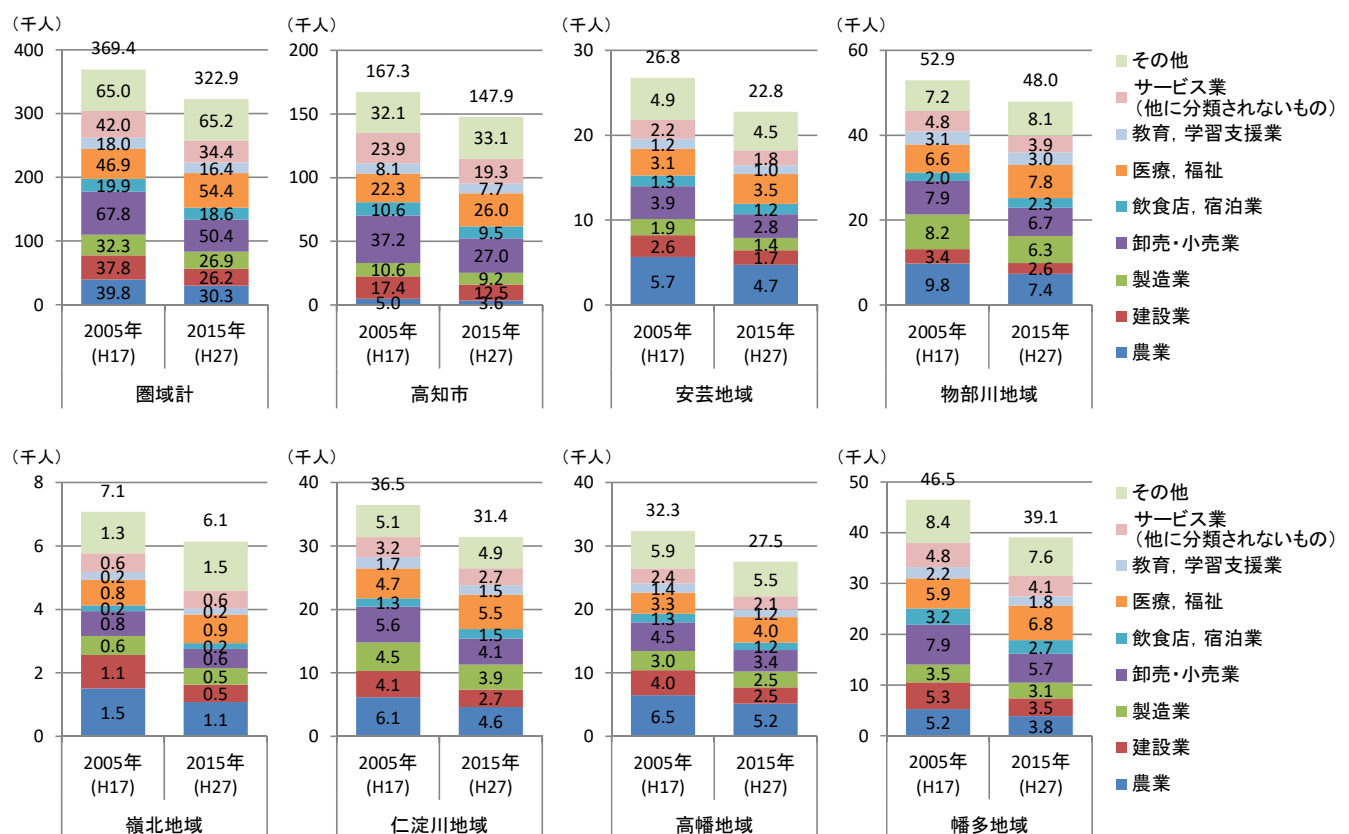 (千人)
369.4
322.9
400
300
200
100
0
65.0
42.0
18.0
46.9
19.9
67.8
32.3
37.8
39.8
65.2
34.4
16.4
54.4
18.6
50.4
26.9
26.2
30.3
2005年
(H17)
2015年
(H27)
圏域計
(千人)
167.3
147.9
200
150
100
50
0
32.1
23.9
8.1
22.3
10.6
37.2
10.6
17.4
5.0
33.1
19.3
7.7
26.0
9.5
27.0
9.2
12.5
3.6
2005年
(H17)
2015年
(H27)
高知市
(千人)
26.8
22.8
30
20
10
0
4.9
2.2
1.2
3.1
1.3
3.9
1.9
2.6
5.7
4.5
1.8
1.0
3.5
1.2
2.8
1.4
1.7
4.7
2005年
(H17)
2015年
(H27)
安芸地域
(千人)
52.9
48.0
60
40
20
0
7.2
4.8
3.1
6.6
2.0
7.9
8.2
3.4
9.8
8.1
3.9
3.0
7.8
2.3
6.7
6.3
2.6
7.4
2005年
(H17)
2015年
(H27)
物部川地域
その他
サービス業
(他に分類されないもの)
教育, 学習支援業
医療, 福祉
飲食店, 宿泊業
卸売・小売業
製造業
建設業
農業
(千人)
7.1
6.1
8
6
4
2
0
1.3
0.6
0.2
0.8
0.2
0.8
0.6
1.1
1.5
1.5
0.6
0.2
0.9
0.2
0.6
0.5
0.5
1.1
2005年
(H17)
2015年
(H27)
嶺北地域
(千人)
36.5
31.4
40
30
20
10
0
5.1
3.2
1.7
4.7
1.3
5.6
4.5
4.1
6.1
4.9
2.7
1.5
5.5
1.5
4.1
3.9
2.7
4.6
2005年
(H17)
2015年
(H27)
仁淀川地域
(千人)
32.3
27.5
40
30
20
10
0
5.9
2.4
1.4
3.3
1.3
4.5
3.0
4.0
6.5
5.5
2.1
1.2
4.0
1.2
3.4
2.5
2.5
5.2
2005年
(H17)
2015年
(H27)
高幡地域
(千人)
46.5
39.1
50
40
30
20
10
0
8.4
4.8
2.2
5.9
3.2
7.9
3.5
5.3
5.2
7.6
4.1
1.8
6.8
2.7
5.7
3.1
3.5
3.8
2005年
(H17)
2015年
(H27)
幡多地域
その他
サービス業
(他に分類されないもの)
教育, 学習支援業
医療, 福祉
飲食店, 宿泊業
卸売・小売業
製造業
建設業
農業